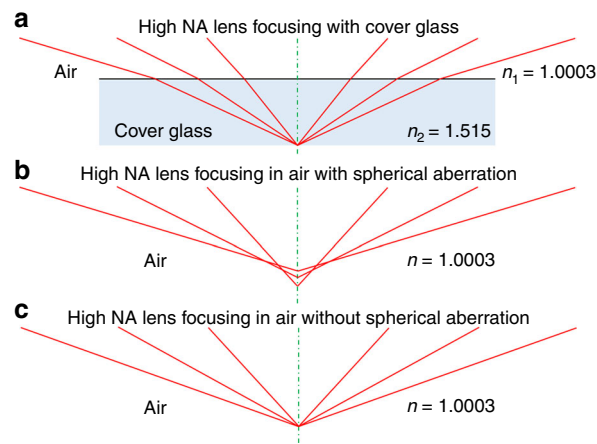 a
High NA lens focusing with cover glass
Air
n1 = 1.0003
Cover glass
n2 = 1.515
b
High NA lens focusing in air with spherical aberration
Air
n = 1.0003
c
High NA lens focusing in air without spherical aberration
Air
n = 1.0003